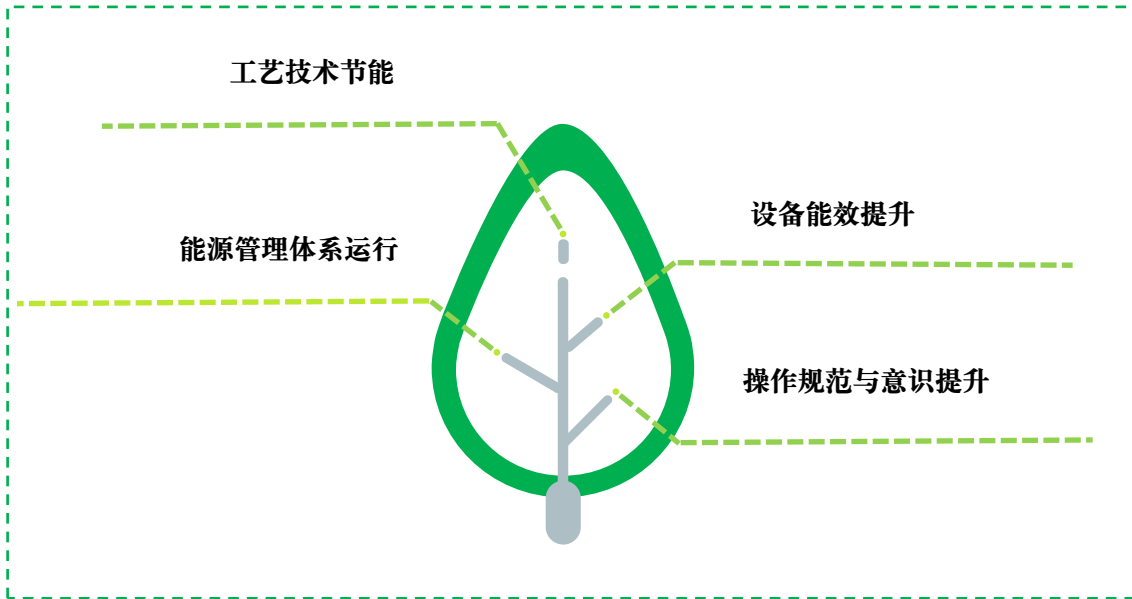 工艺技术节能
设备能效提升
能源管理体系运行
操作规范与意识提升